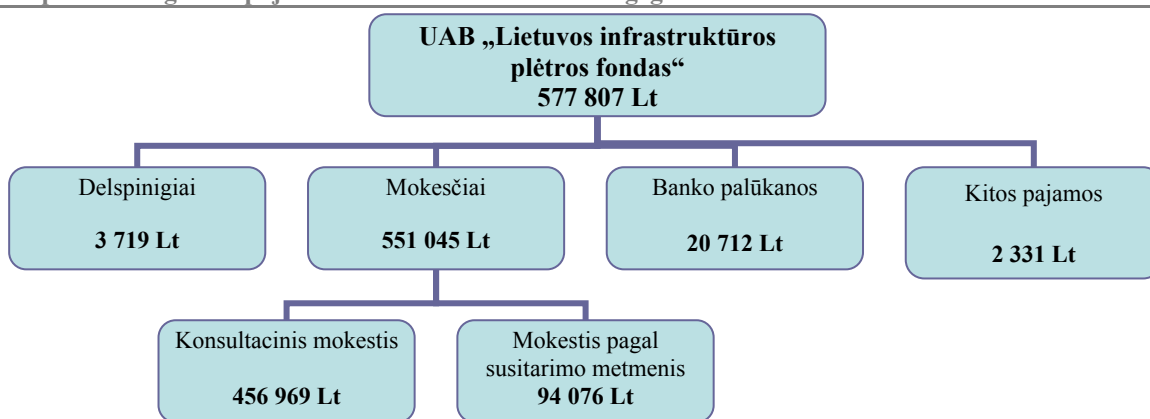 UAB „Lietuvos infrastruktūros
plėtros fondas“
577 807 Lt
Delspinigiai
3 719 Lt
Mokesčiai
551 045 Lt
Banko palūkanos
20 712 Lt
Kitos pajamos
2 331 Lt
Konsultacinis mokestis
456 969 Lt
Mokestis pagal
susitarimo metmenis
94 076 Lt